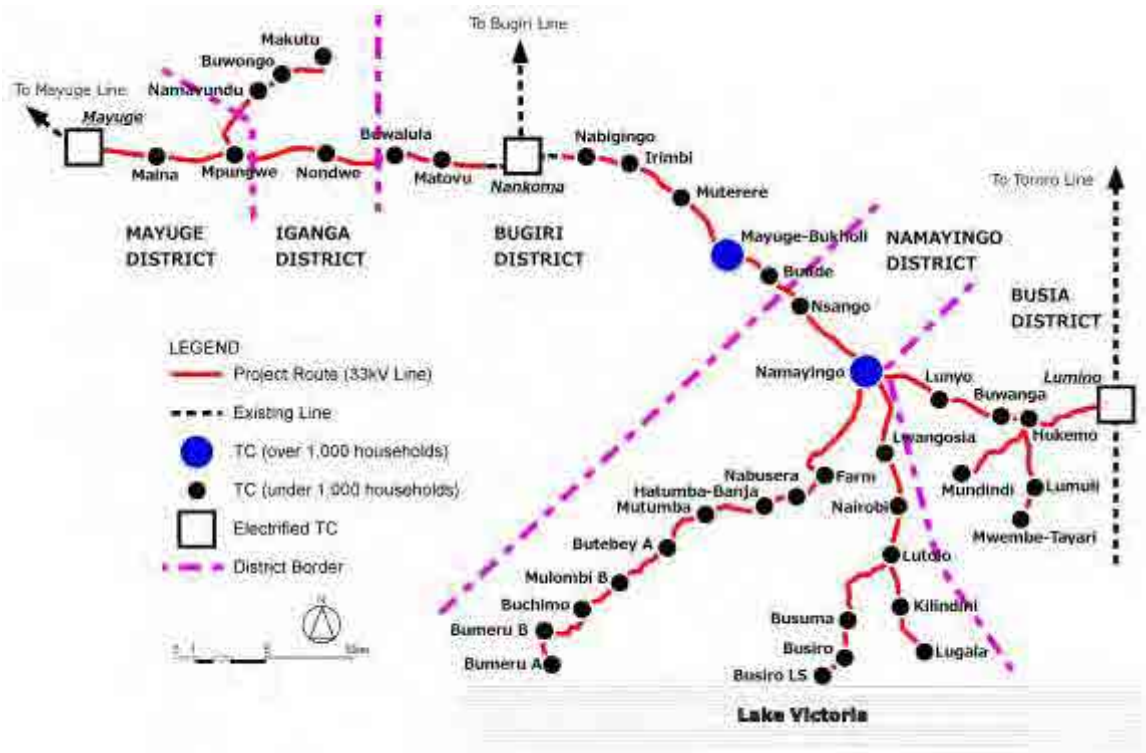 To Bugiri Line
Makutu
Buwongo
Namavundu
To Mayuge Line
Mayuge
Maina
Mpungwe
Nondwe
Buwalula
Matovu
Nankoma
Nabigingo
Irimbi
Muterere
To Tororo Line
MAYUGE
DISTRICT
IGANGA
DISTRICT
BUGIRI
DISTRICT
Mayuge-Bukholi
NAMAYINGO
DISTRICT
Bunde
Nsango
BUSIA
DISTRICT
LEGEND
Project Route (33kV Line)
Existing Line
TC (over 1,000 households)
TC (under 1,000 households)
Electrified TC
District Border
N
Namayingo
Lunyo
Buwanga
Lumino
Hukemo
Lwangosia
Mundindi
Lumuli
Mwembe-Tayari
Nabusera
Farm
Hatumba-Banja
Mutumba
Nairobi
Butebey A
Lutolo
Mulombi B
Buchimo
Busuma
Kilindini
Bumeru B
Busiro
Lugala
Bumeru A
Busiro LS
Lake Victoria